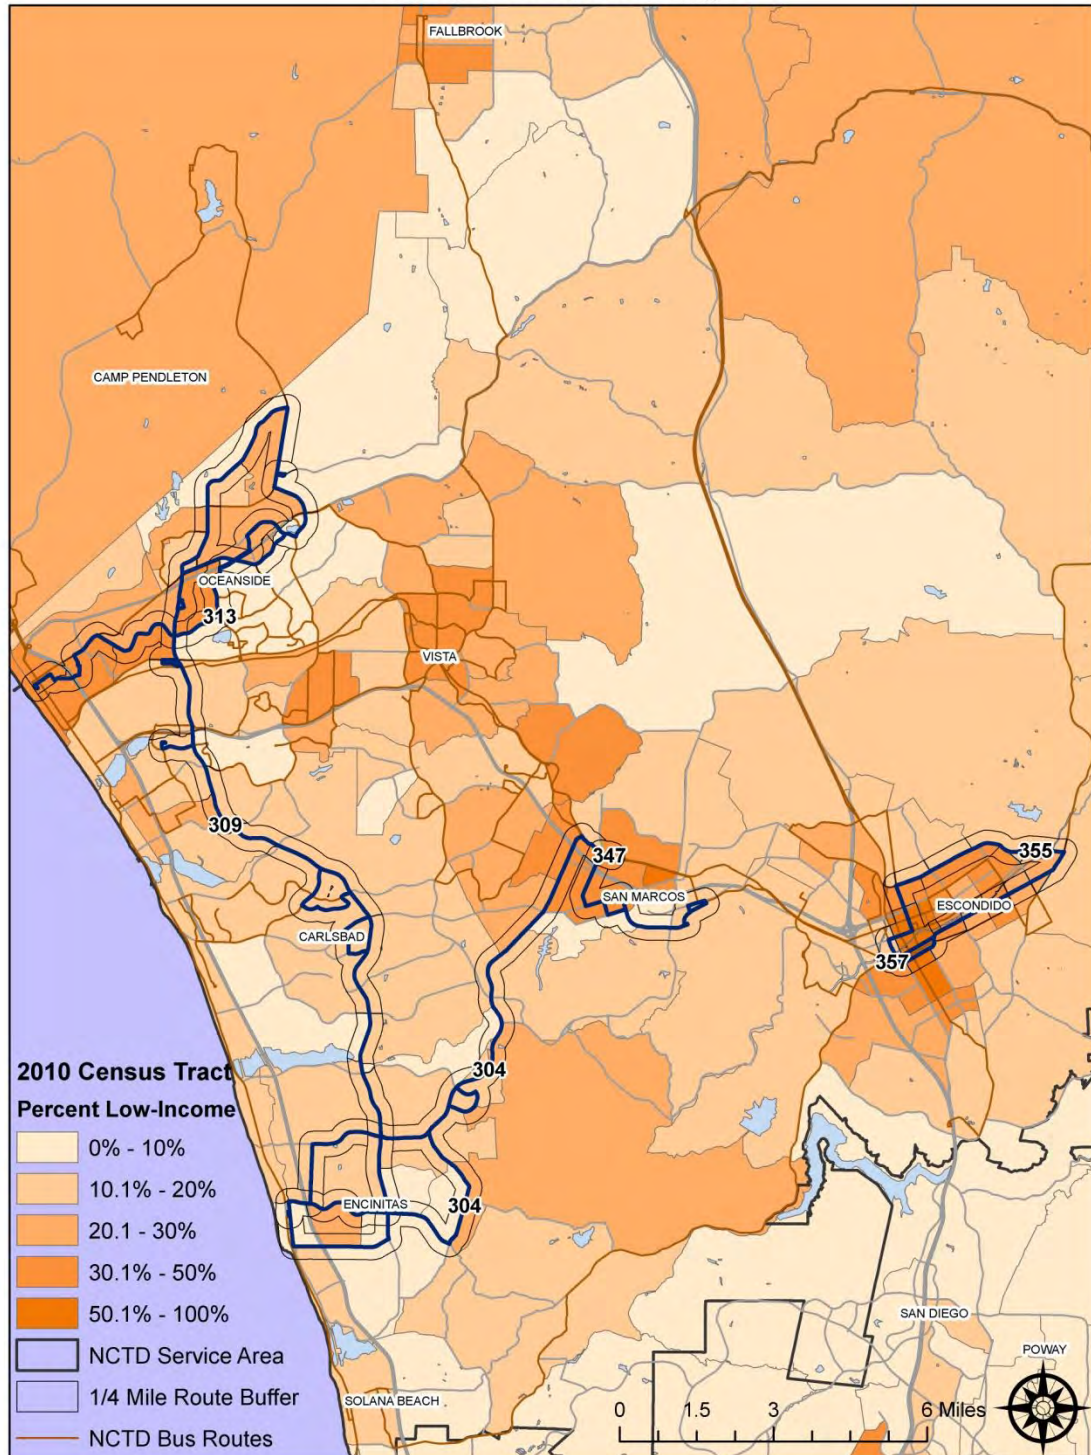 FALLBROOK
CAMP PENDLETON
OCEANSIDE
313
VISTA
309
347
355
SAN MARCOS
ESCONDIDO
CARLSBAD
357
2010 Census Tract
304
Percent Low-Income
0% - 10%
10.1% - 20%
ENCINITAS
304
20.1 - 30%
30.1% - 50%
50.1% - 100%
SAN DIEGO
NCTD Service Area
POWAY
1/4 Mile Route Buffer
SOLANA BEACH
0 1.5 3 6 Miles
NCTD Bus Routes